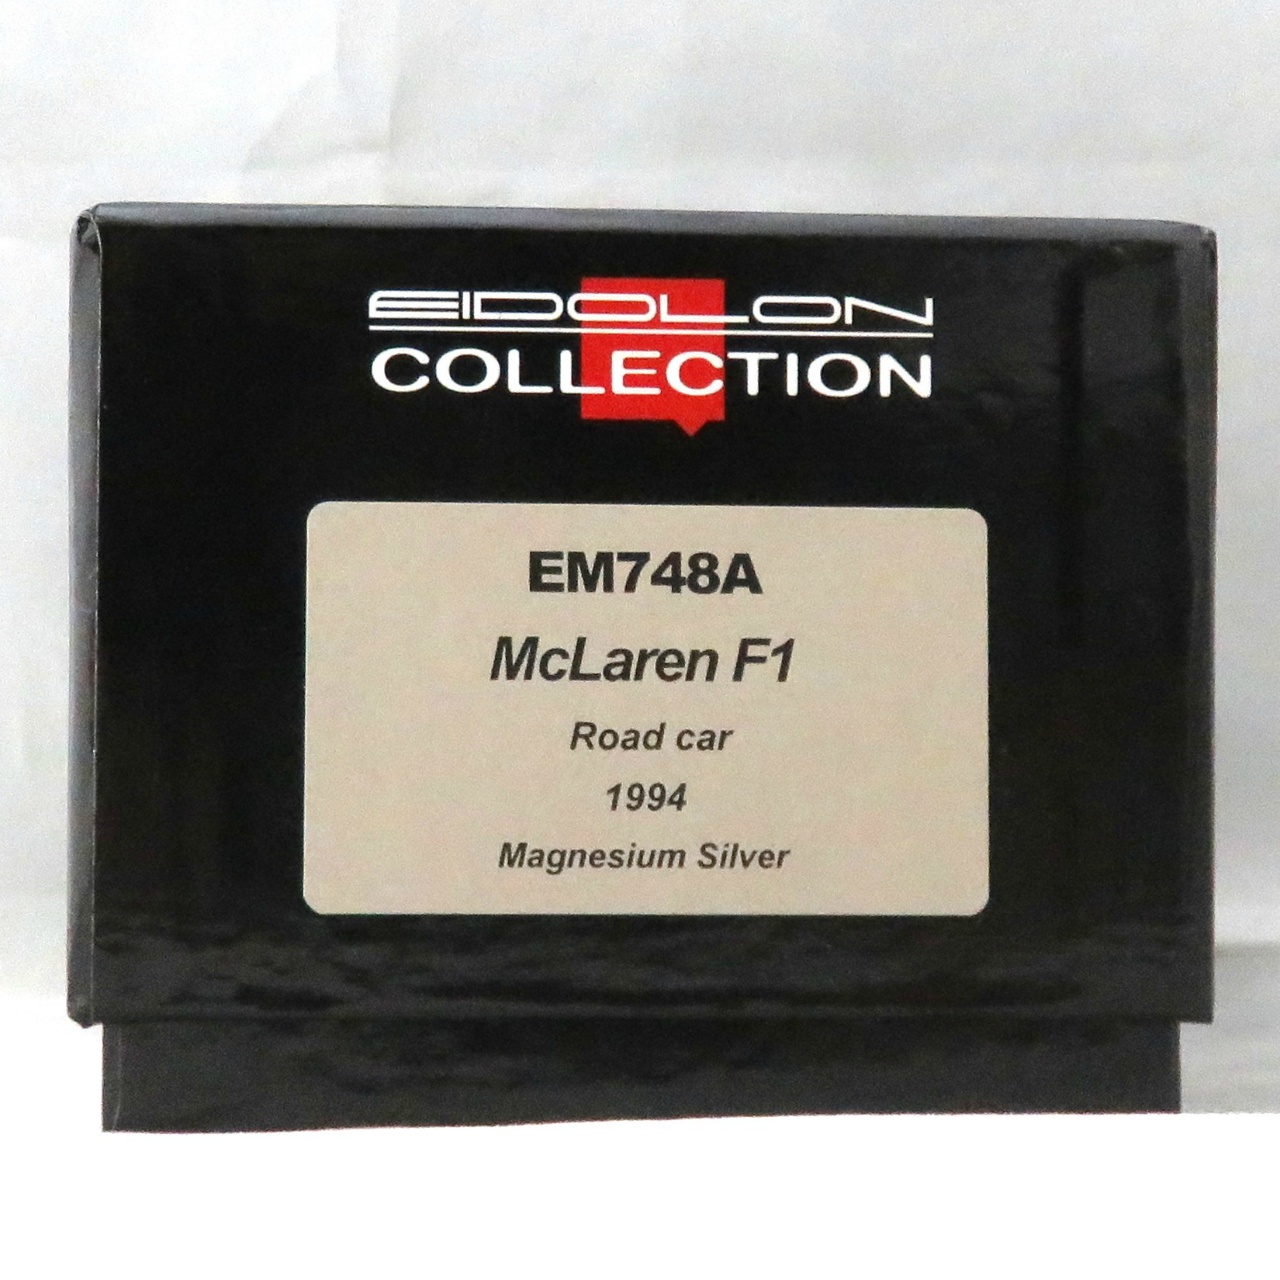 EIDOLON
COLLECTION
EM748A
McLaren F1
Road car
1994
Magnesium Silver